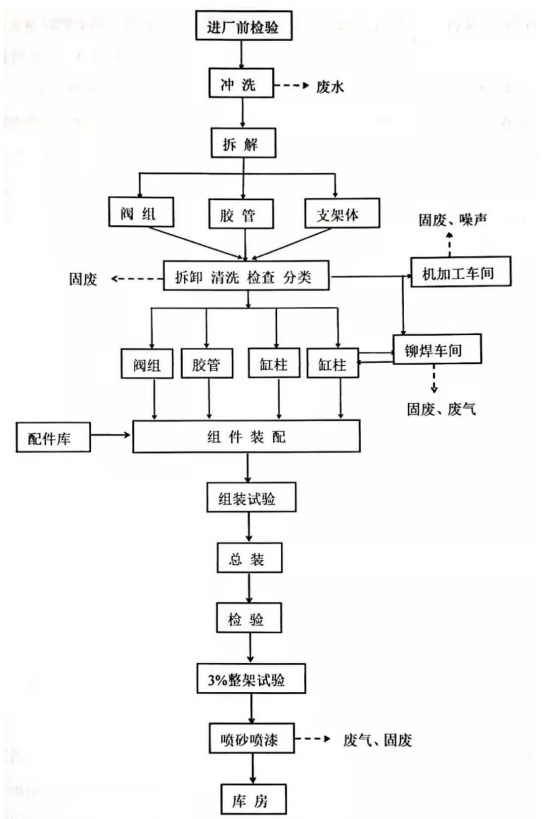 进厂前检验
冲 洗
废水
拆 解
阀 组
胶 管
支架体
固废、噪声
固废
拆卸 清洗 检查 分类
机加工车间
阀组
胶管
缸柱
缸柱
铆焊车间
固废、废气
配件库
组 件 装 配
组装试验
总 装
检 验
3%整架试验
喷砂喷漆
废气、固废
库 房